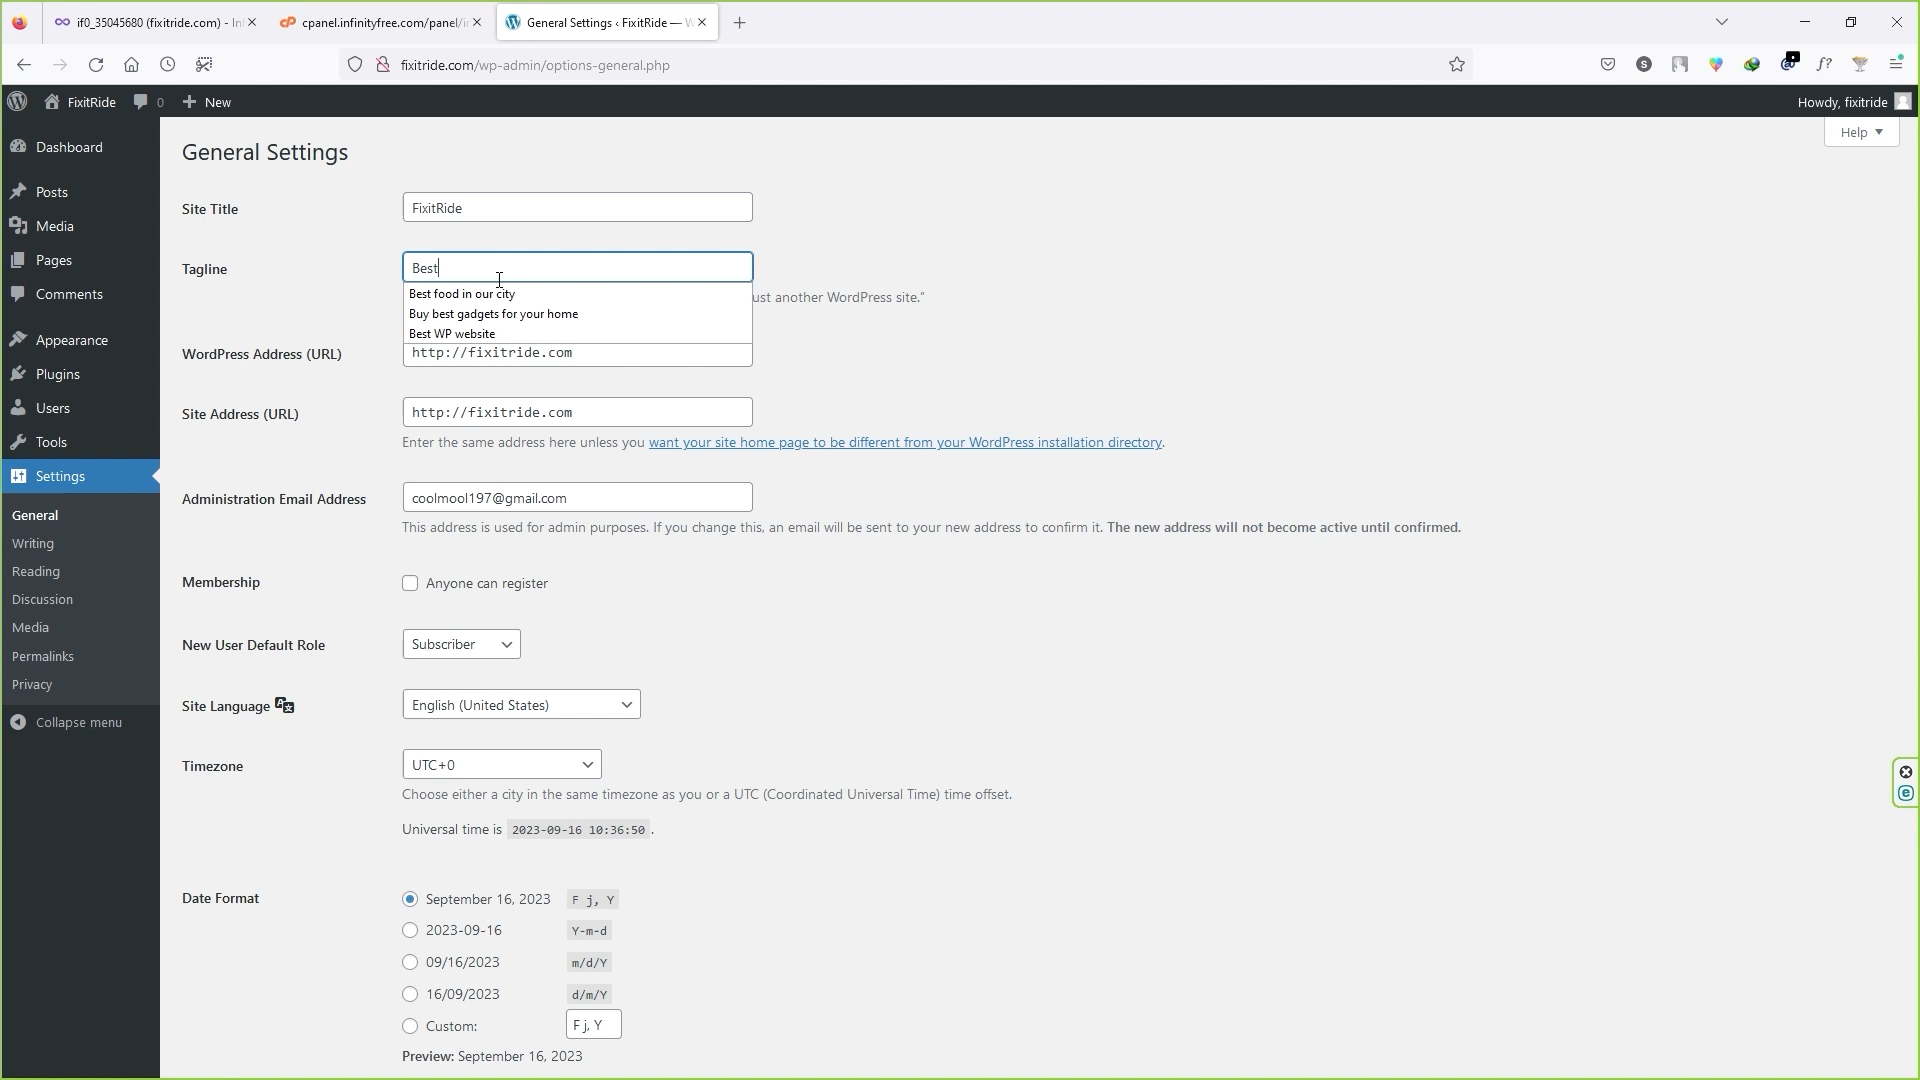 if0_35045680 (fixitride.com) - Inf
cpanel.infinityfree.com/panel/i
General Settings ‹ FixitRide — W
fixitride.com/wp-admin/options-general.php
S
f?
FixitRide
0
New
Howdy, fixitride
Help
Dashboard
Posts
Media
Pages
Comments
Appearance
Plugins
Users
Tools
Settings
General
Writing
Reading
Discussion
Media
Permalinks
Privacy
Collapse menu
General Settings
Site Title
FixitRide
Tagline
Best
Best food in our city
Buy best gadgets for your home
Best WP website
ust another WordPress site.”
WordPress Address (URL)
http://fixitride.com
Site Address (URL)
http://fixitride.com
Enter the same address here unless you want your site home page to be different from your WordPress installation directory.
Administration Email Address
coolmool197@gmail.com
This address is used for admin purposes. If you change this, an email will be sent to your new address to confirm it. The new address will not become active until confirmed.
Membership
Anyone can register
New User Default Role
Subscriber
Site Language
English (United States)
Timezone
UTC+0
Choose either a city in the same timezone as you or a UTC (Coordinated Universal Time) time offset.
Universal time is 2023-09-16 10:36:50 .
Date Format
September 16, 2023 F j, Y
2023-09-16 Y-m-d
09/16/2023 m/d/Y
16/09/2023 d/m/Y
Custom: F j, Y
Preview: September 16, 2023